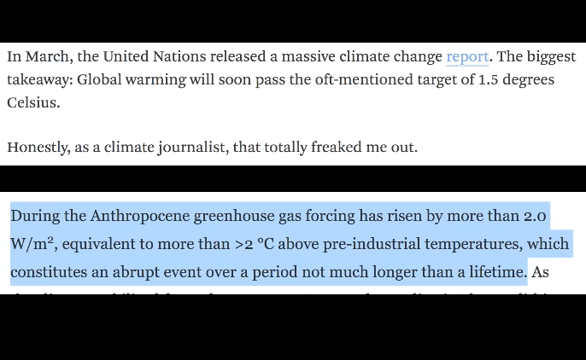 In March, the United Nations released a massive climate change report. The biggest
takeaway: Global warming will soon pass the oft-mentioned target of 1.5 degrees
Celsius.
Honestly, as a climate journalist, that totally freaked me out.
During the Anthropocene greenhouse gas forcing has risen by more than 2.0
W/m², equivalent to more than >2 °C above pre-industrial temperatures, which
constitutes an abrupt event over a period not much longer than a lifetime. As